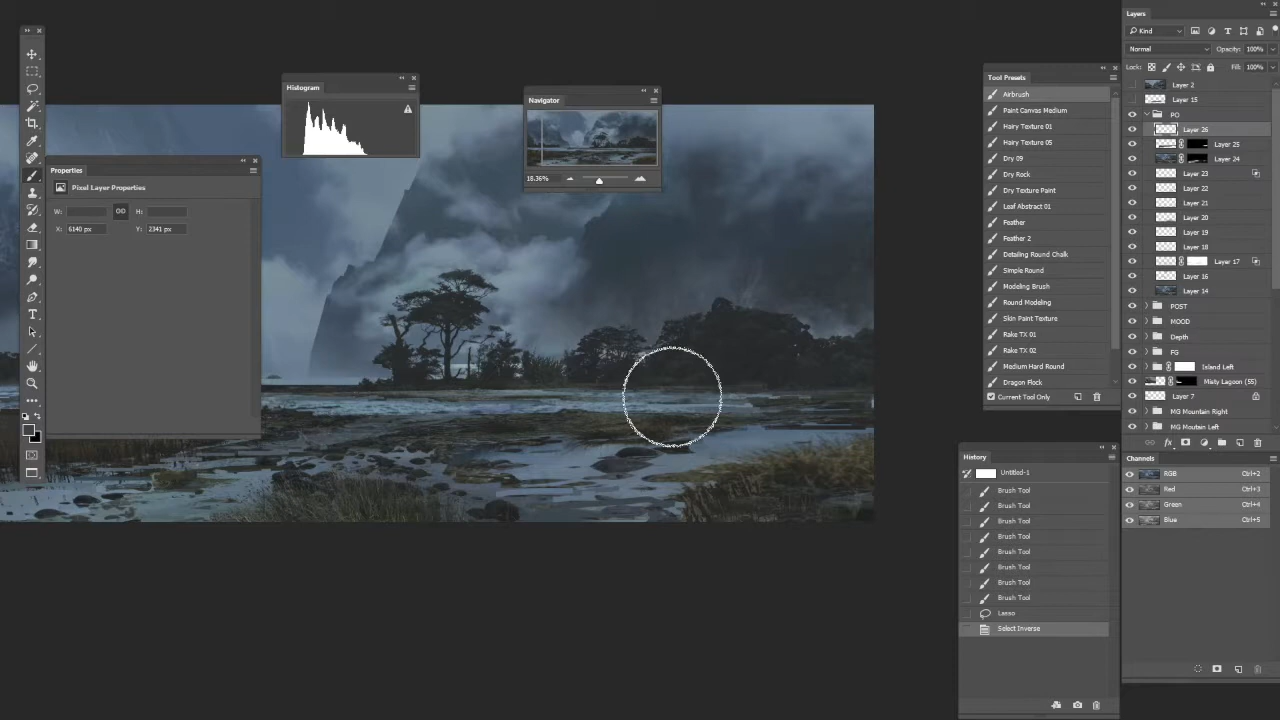 Histogram
Navigator
18.36%
Properties
Pixel Layer Properties
W:
H:
X: 6140 px
Y: 2341 px
Tool Presets
Airbrush
Paint Canvas Medium
Hairy Texture 01
Hairy Texture 05
Dry 09
Dry Rock
Dry Texture Paint
Leaf Abstract 01
Feather
Feather 2
Detailing Round Chalk
Simple Round
Modeling Brush
Round Modeling
Skin Paint Texture
Rake TX 01
Rake TX 02
Medium Hard Round
Dragon Flock
Current Tool Only
History
Untitled-1
Brush Tool
Brush Tool
Brush Tool
Brush Tool
Brush Tool
Brush Tool
Brush Tool
Brush Tool
Lasso
Select Inverse
Layers
Kind
Normal
Opacity: 100%
Lock:
Fill: 100%
Layer 2
Layer 15
PO
Layer 26
Layer 25
Layer 24
Layer 23
Layer 22
Layer 21
Layer 20
Layer 19
Layer 18
Layer 17
Layer 16
Layer 14
POST
MOOD
Depth
FG
Island Left
Misty Lagoon (55)
Layer 7
MG Mountain Right
MG Moutain Left
Channels
RGB Ctrl+2
Red Ctrl+3
Green Ctrl+4
Blue Ctrl+5